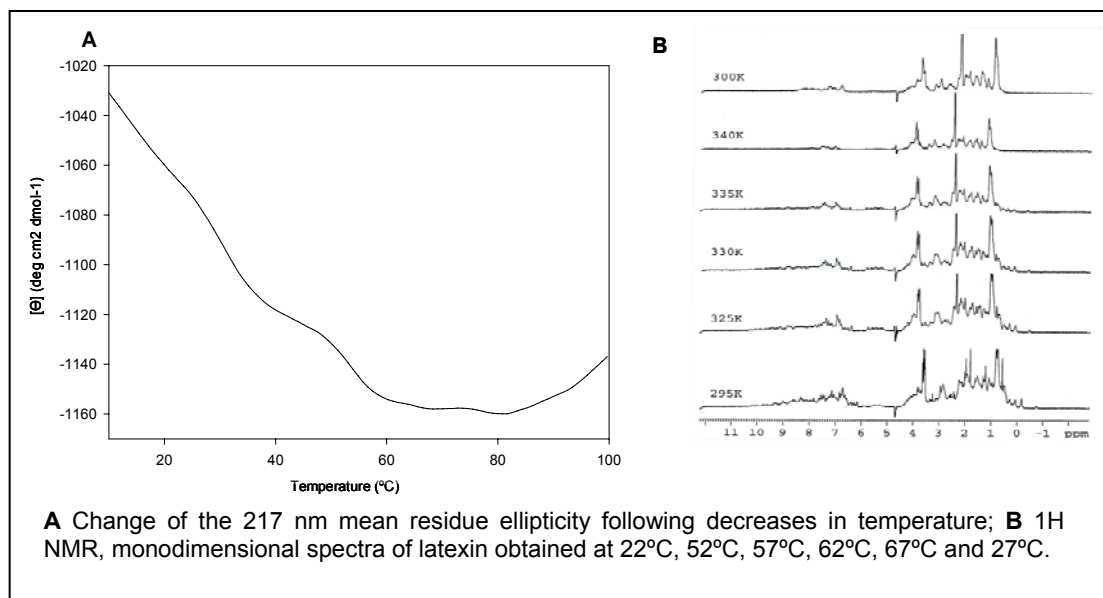 A
B
-1020
-1040
-1060
-1080
-1100
-1120
-1140
-1160
[Θ] (deg cm2 dmol-1)
20 40 60 80 100
Temperature (ºC)
300K
340K
335K
330K
325K
295K
11 10 9 8 7 6 5 4 3 2 1 0 -1 ppm
A Change of the 217 nm mean residue ellipticity following decreases in temperature; B 1H
NMR, monodimensional spectra of latexin obtained at 22ºC, 52ºC, 57ºC, 62ºC, 67ºC and 27ºC.